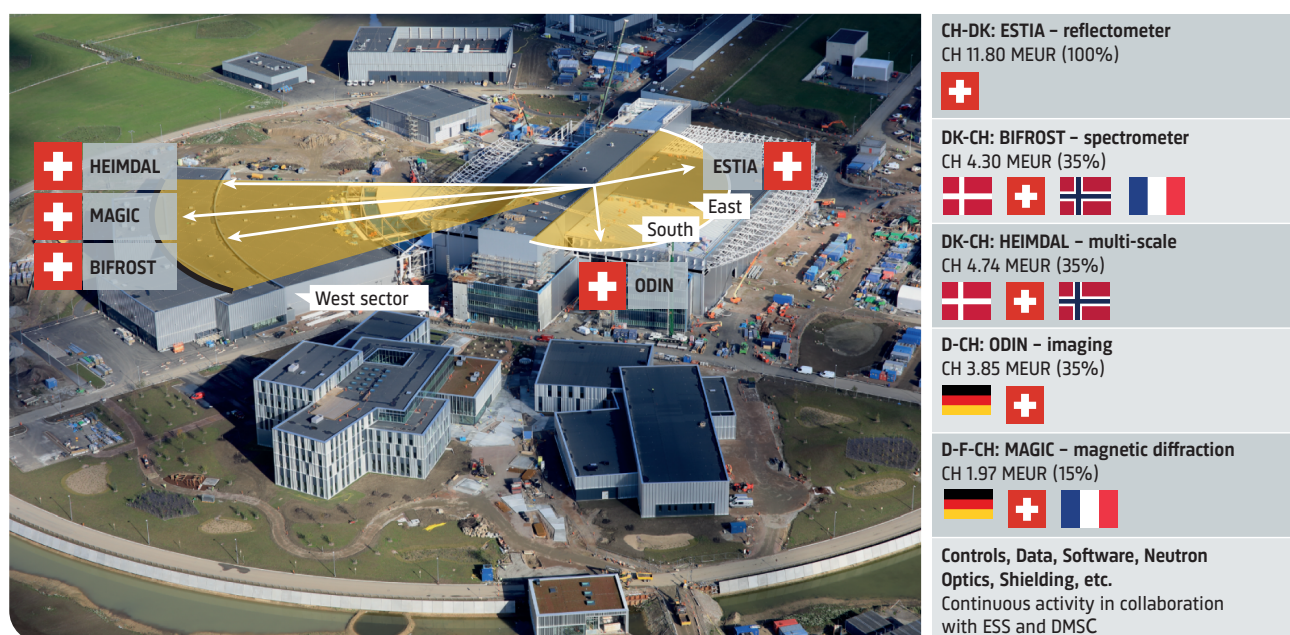 HEIMDAL
MAGIC
BIFROST
West sector
ESTIA
East
South
ODIN
CH-DK: ESTIA – reflectometer
CH 11.80 MEUR (100%)
DK-CH: BIFROST – spectrometer
CH 4.30 MEUR (35%)
DK-CH: HEIMDAL – multi-scale
CH 4.74 MEUR (35%)
D-CH: ODIN – imaging
CH 3.85 MEUR (35%)
D-F-CH: MAGIC – magnetic diffraction
CH 1.97 MEUR (15%)
Controls, Data, Software, Neutron
Optics, Shielding, etc.
Continuous activity in collaboration
with ESS and DMSC